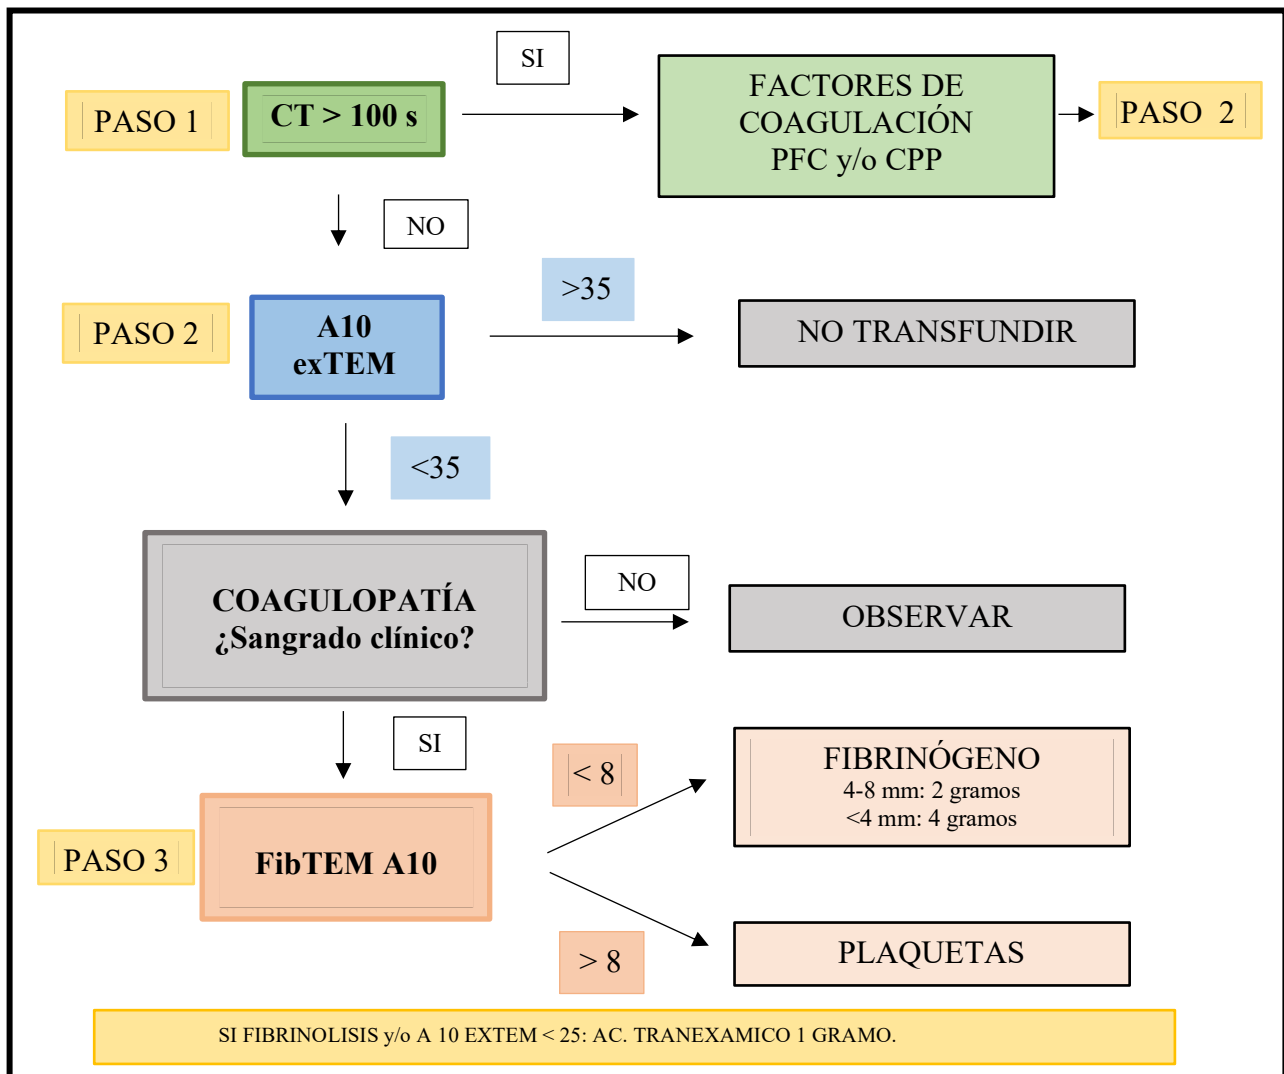 SI
PASO 1
CT > 100 s
FACTORES DE
COAGULACIÓN
PFC y/o CPP
PASO 2
NO
>35
PASO 2
A10
exTEM
NO TRANSFUNDIR
<35
COAGULOPATÍA
¿Sangrado clínico?
NO
OBSERVAR
SI
< 8
FIBRINÓGENO
4-8 mm: 2 gramos
<4 mm: 4 gramos
PASO 3
FibTEM A10
> 8
PLAQUETAS
SI FIBRINOLISIS y/o A 10 EXTEM < 25: AC. TRANEXAMICO 1 GRAMO.